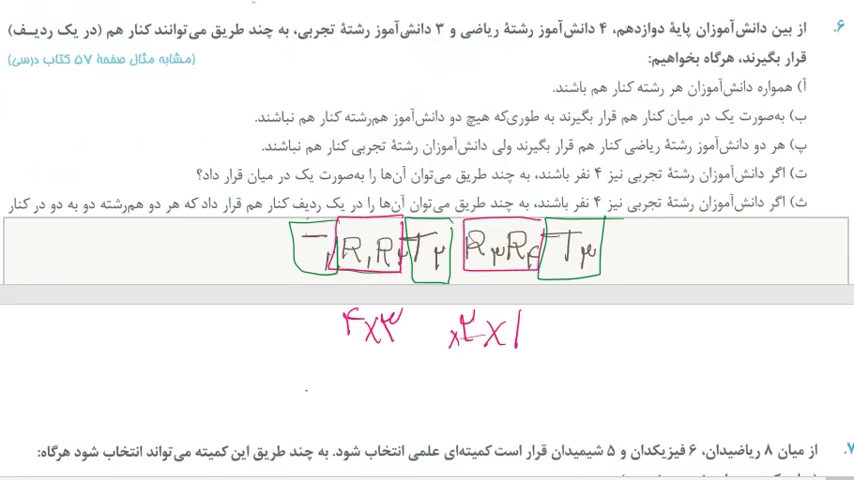 ۶. از بین دانش‌آموزان پایهٔ دوازدهم، ۴ دانش‌آموز رشتهٔ ریاضی و ۳ دانش‌آموز رشتهٔ تجربی، به چند طریق می‌توانند کنار هم (در یک ردیـف)
قرار بگیرند، هرگاه بخواهیم:
(مشابه مثال صفحهٔ ۵۷ کتاب درسی)
آ) همواره دانش‌آموزان هر رشته کنار هم باشند.
ب) به‌صورت یک در میان کنار هم قرار بگیرند به طوری‌که هیچ دو دانش‌آموز هم‌رشته کنار هم نباشند.
پ) هر دو دانش‌آموز رشتهٔ ریاضی کنار هم قرار بگیرند ولی دانش‌آموزان رشتهٔ تجربی کنار هم نباشند.
ت) اگر دانش‌آموزان رشتهٔ تجربی نیز ۴ نفر باشند، به چند طریق می‌توان آن‌ها را به‌صورت یک در میان قرار داد؟
ث) اگر دانش‌آموزان رشتهٔ تجربی نیز ۴ نفر باشند، به چند طریق می‌توان آن‌ها را در یک ردیف کنار هم قرار داد که هر دو هم‌رشته دو به دو در کنار
T۱ R۱ R۲ T۲ R۳ R۴ T۳
۴×۳ ×۲×۱
۷. از میان ۸ ریاضیدان، ۶ فیزیکدان و ۵ شیمیدان قرار است کمیته‌ای علمی انتخاب شود. به چند طریق این کمیته می‌تواند انتخاب شود هرگاه: